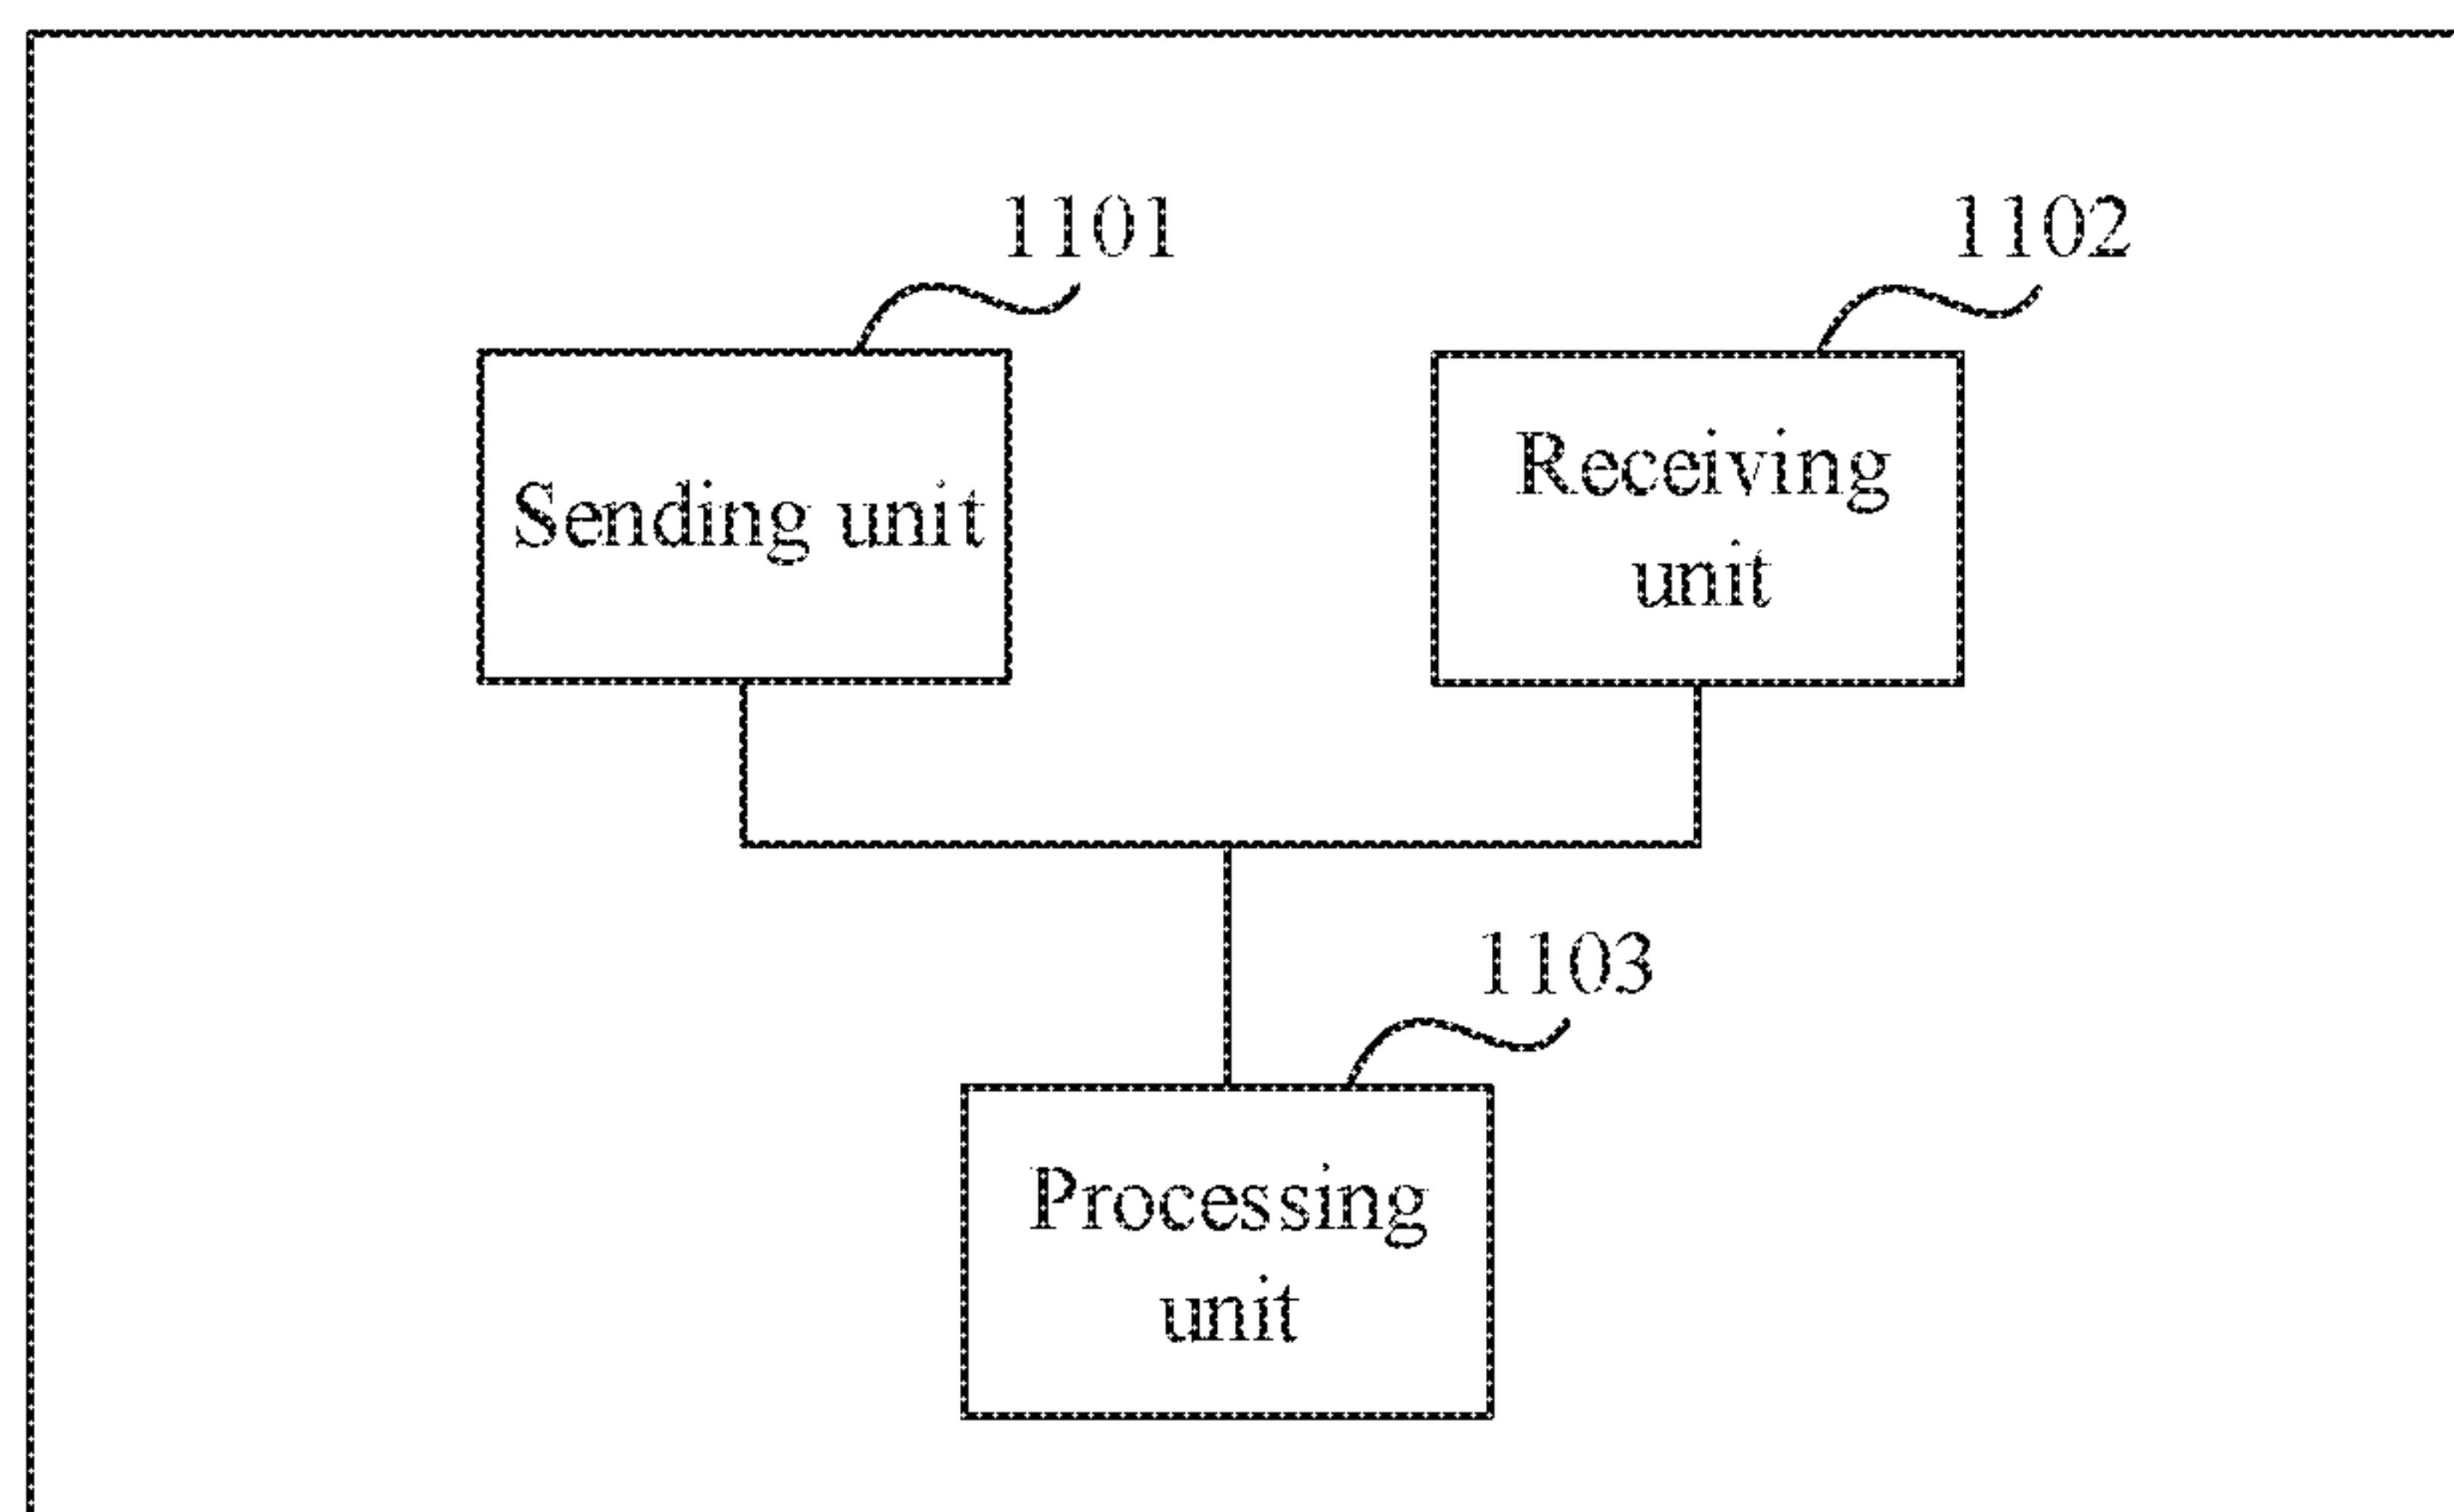 1101
1102
Sending unit
Receiving
unit
1103
Processing
unit